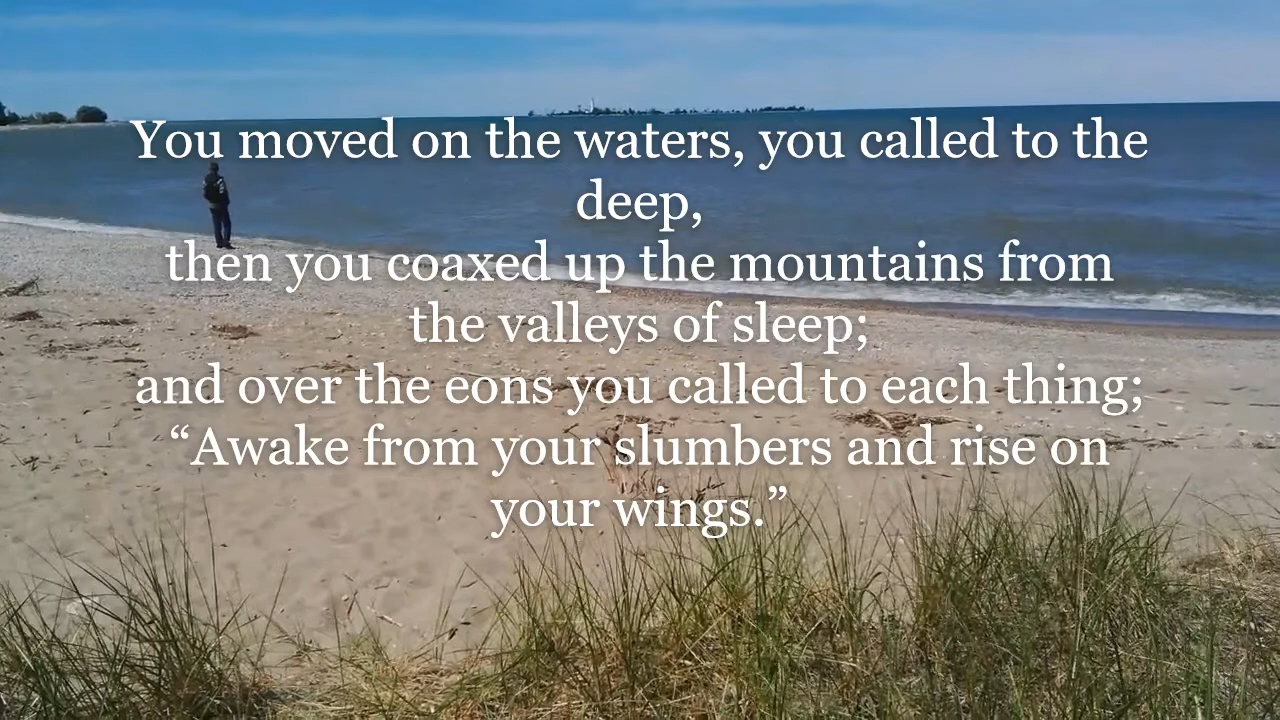 You moved on the waters, you called to the
deep,
then you coaxed up the mountains from
the valleys of sleep;
and over the eons you called to each thing;
“Awake from your slumbers and rise on
your wings.”